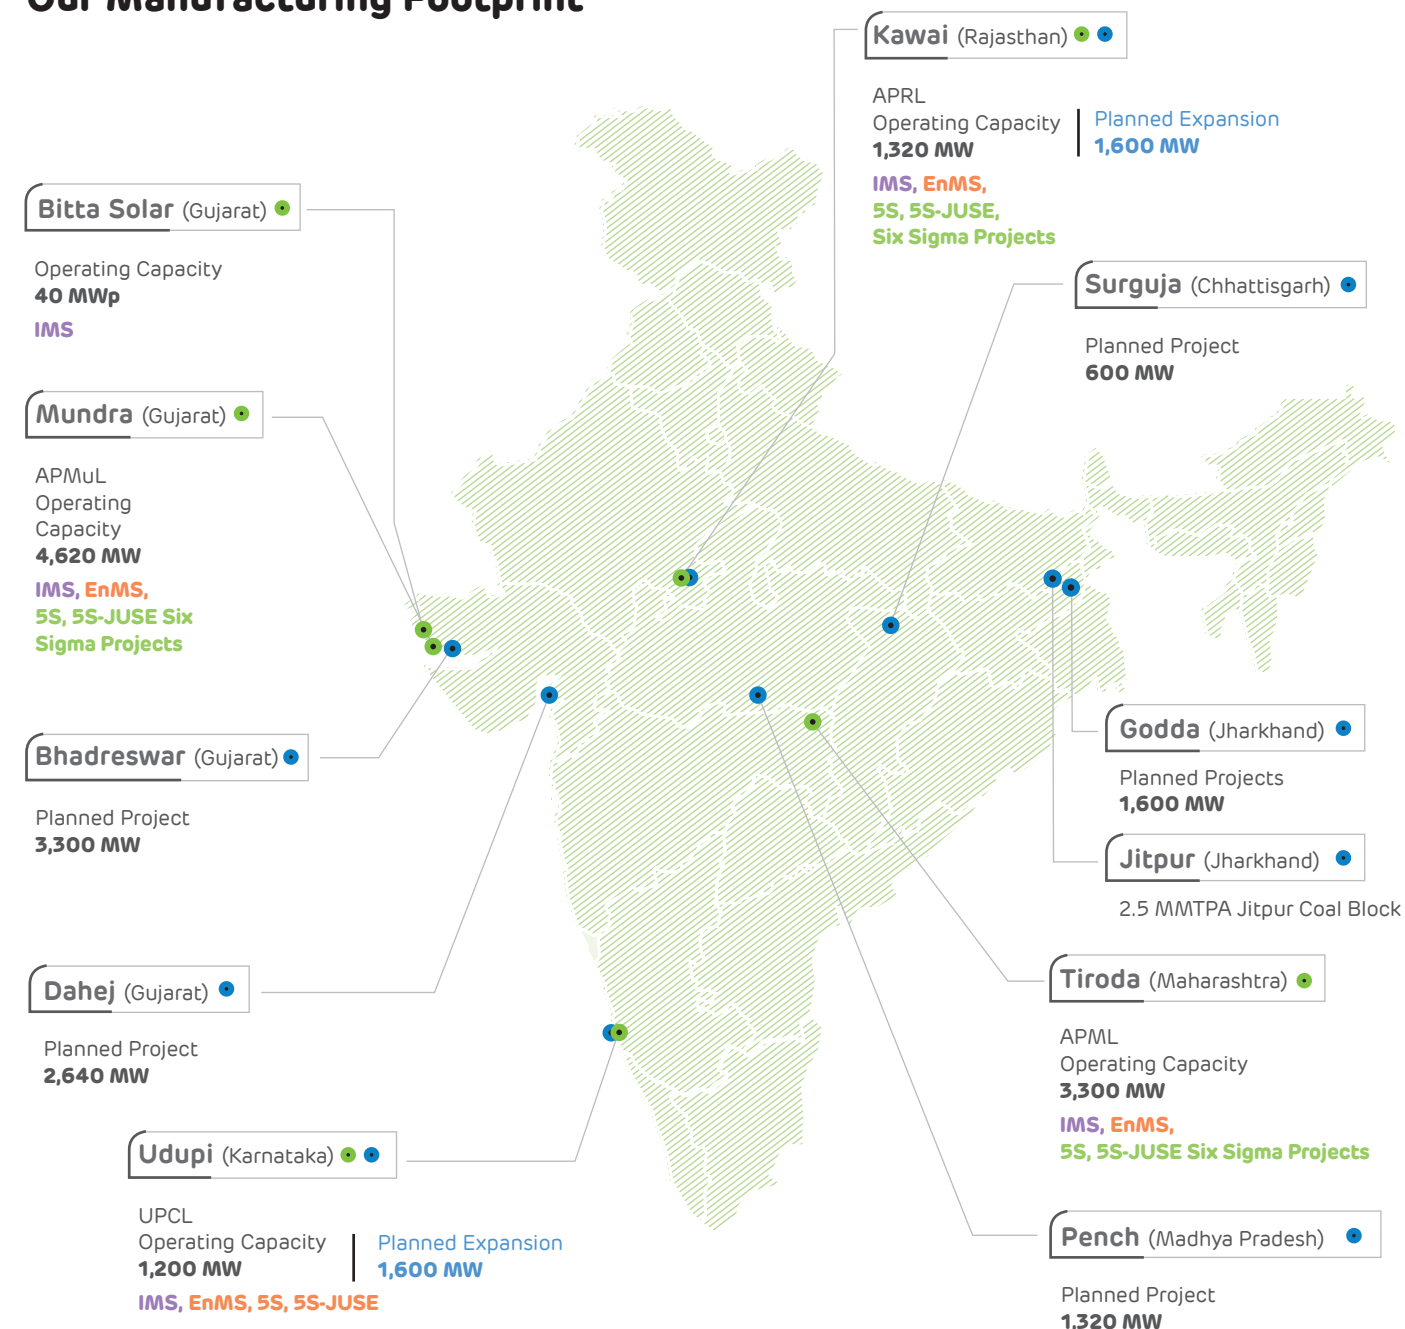 Our Manufacturing Footprint
Kawai (Rajasthan)
APRL
Operating Capacity
1,320 MW
Planned Expansion
1,600 MW
IMS, EnMS,
5S, 5S-JUSE,
Six Sigma Projects
Bitta Solar (Gujarat)
Operating Capacity
40 MWp
IMS
Surguja (Chhattisgarh)
Planned Project
600 MW
Mundra (Gujarat)
APMuL
Operating
Capacity
4,620 MW
IMS, EnMS,
5S, 5S-JUSE Six
Sigma Projects
Bhadreswar (Gujarat)
Planned Project
3,300 MW
Godda (Jharkhand)
Planned Projects
1,600 MW
Jitpur (Jharkhand)
2.5 MMTPA Jitpur Coal Block
Dahej (Gujarat)
Planned Project
2,640 MW
Tiroda (Maharashtra)
APML
Operating Capacity
3,300 MW
IMS, EnMS,
5S, 5S-JUSE Six Sigma Projects
Udupi (Karnataka)
UPCL
Operating Capacity
1,200 MW
Planned Expansion
1,600 MW
IMS, EnMS, 5S, 5S-JUSE
Pench (Madhya Pradesh)
Planned Project
1,320 MW